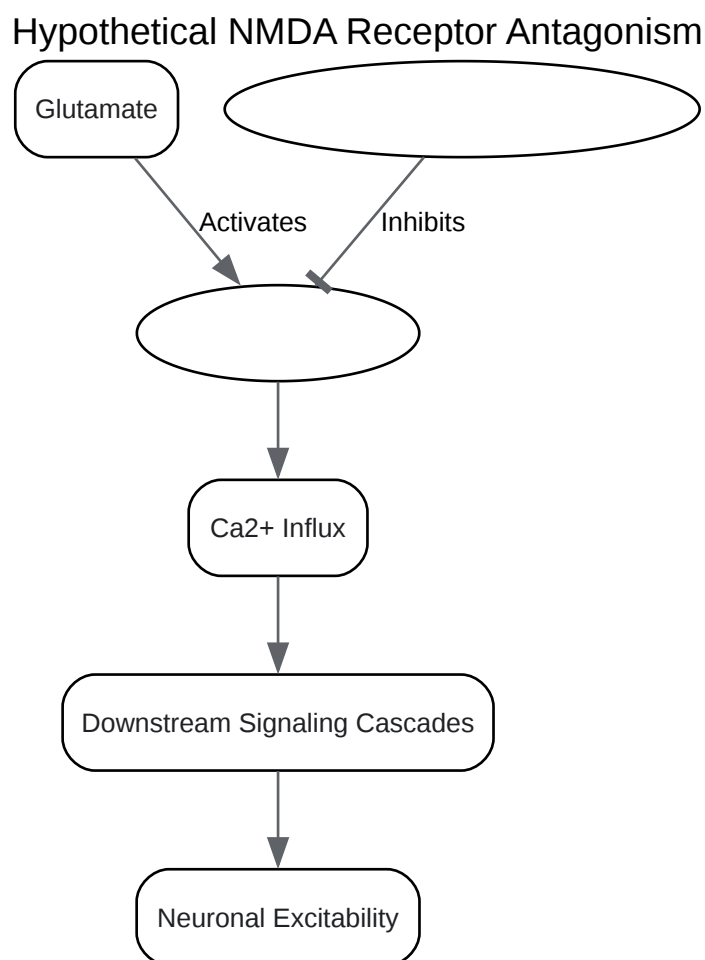 Hypothetical NMDA Receptor Antagonism
Glutamate
Activates
Inhibits
Ca2+ Influx
Downstream Signaling Cascades
Neuronal Excitability